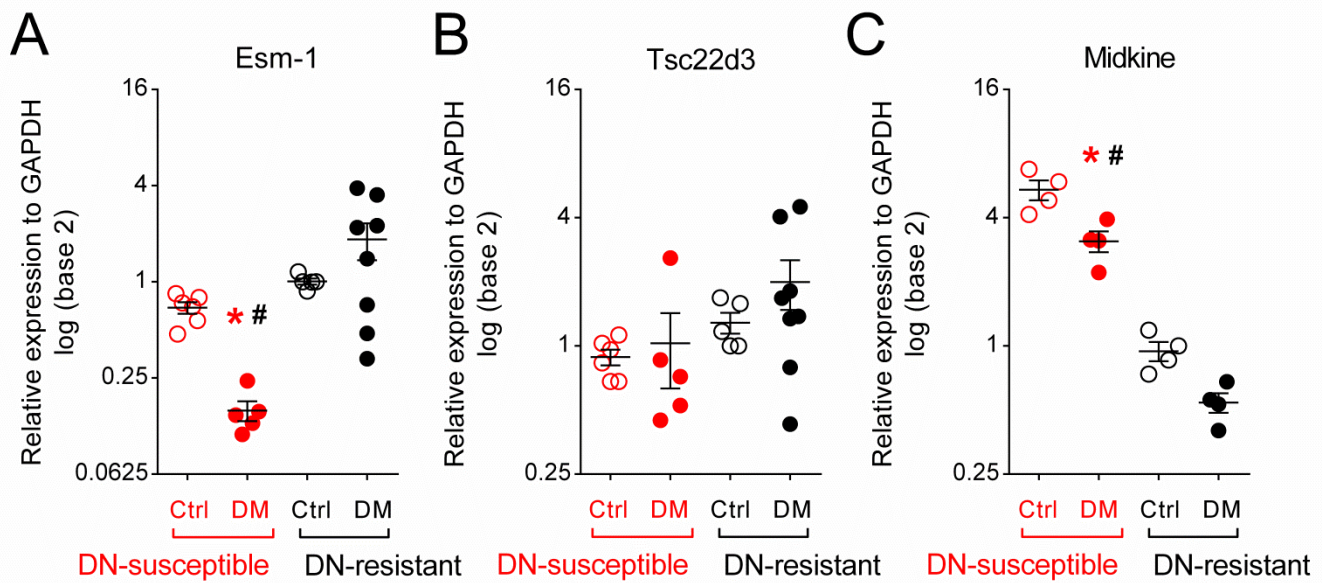 A
Esm-1
Relative expression to GAPDH
log (base 2)
16
4
1
0.25
0.0625
* #
Ctrl DM Ctrl DM
DN-susceptible DN-resistant
B
Tsc22d3
Relative expression to GAPDH
log (base 2)
16
4
1
0.25
Ctrl DM Ctrl DM
DN-susceptible DN-resistant
C
Midkine
Relative expression to GAPDH
log (base 2)
16
4
1
0.25
* #
Ctrl DM Ctrl DM
DN-susceptible DN-resistant